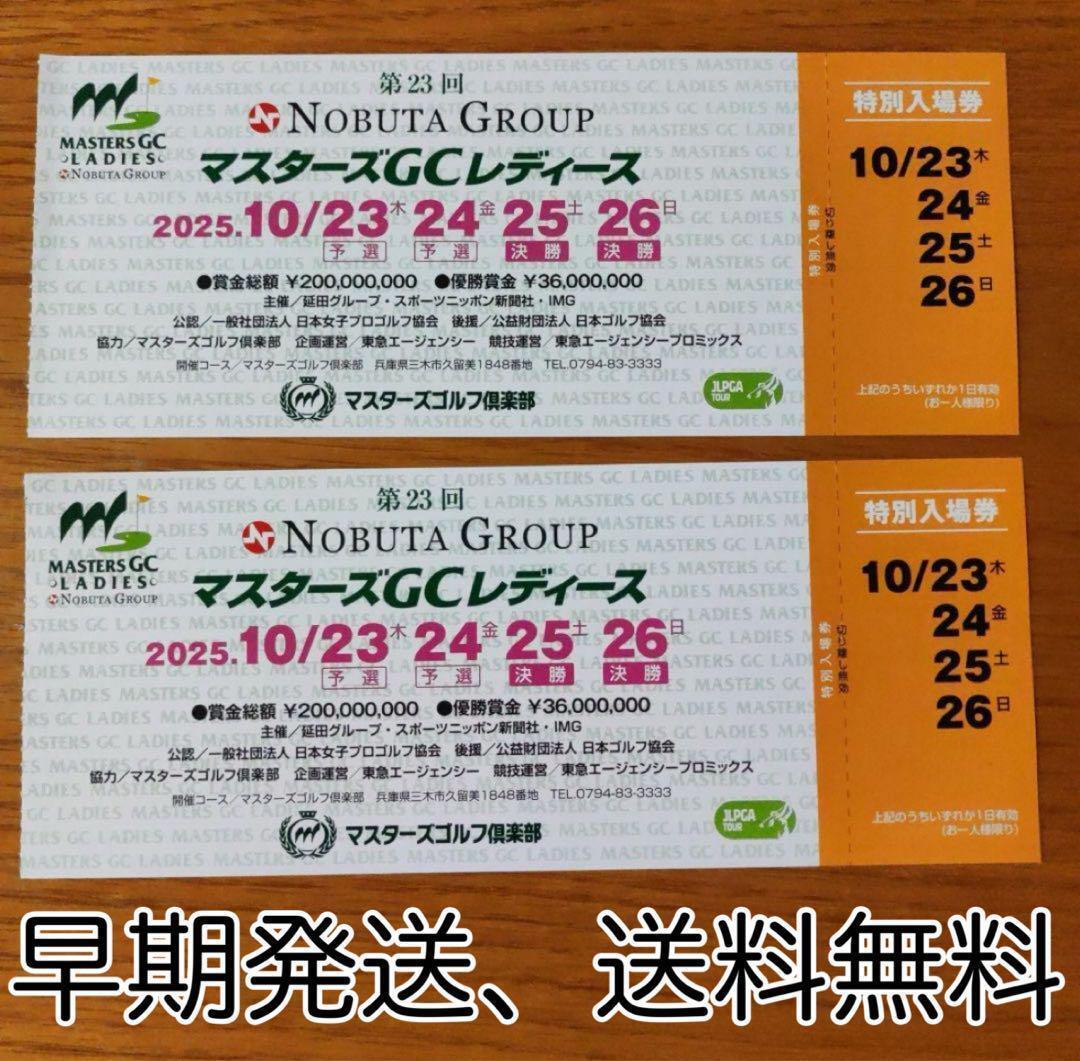 MASTERS GC
LADIES
NOBUTA GROUP
第23回
NOBUTA GROUP
マスターズGCレディース
2025.10/23木 24金 25土 26日
予選 予選 決勝 決勝
●賞金総額 ¥200,000,000 ●優勝賞金 ¥36,000,000
主催／延田グループ・スポーツニッポン新聞社・IMG
公認／一般社団法人 日本女子プロゴルフ協会 後援／公益財団法人 日本ゴルフ協会
協力／マスターズゴルフ倶楽部 企画運営／東急エージェンシー 競技運営／東急エージェンシープロミックス
開催コース／マスターズゴルフ倶楽部 兵庫県三木市久留美1848番地 TEL.0794-83-3333
マスターズゴルフ倶楽部
JLPGA
TOUR
特別入場券
切り離し無効
特別入場券
10/23木
24金
25土
26日
上記のうちいずれか1日有効
(お一人様限り)
MASTERS GC
LADIES
NOBUTA GROUP
第23回
NOBUTA GROUP
マスターズGCレディース
2025.10/23木 24金 25土 26日
予選 予選 決勝 決勝
●賞金総額 ¥200,000,000 ●優勝賞金 ¥36,000,000
主催／延田グループ・スポーツニッポン新聞社・IMG
公認／一般社団法人 日本女子プロゴルフ協会 後援／公益財団法人 日本ゴルフ協会
協力／マスターズゴルフ倶楽部 企画運営／東急エージェンシー 競技運営／東急エージェンシープロミックス
開催コース／マスターズゴルフ倶楽部 兵庫県三木市久留美1848番地 TEL.0794-83-3333
マスターズゴルフ倶楽部
JLPGA
TOUR
特別入場券
切り離し無効
特別入場券
10/23木
24金
25土
26日
上記のうちいずれか1日有効
(お一人様限り)
早期発送、送料無料